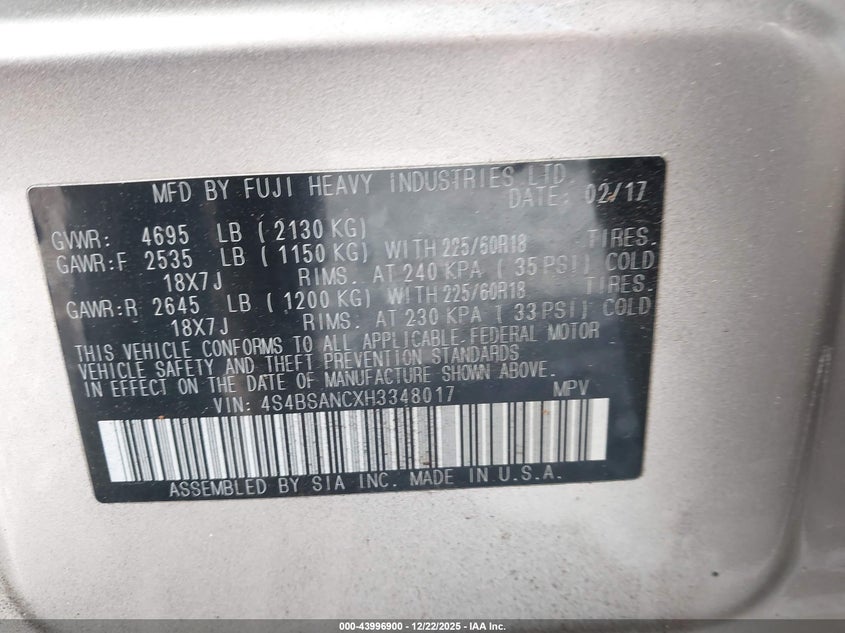 MFD BY FUJI HEAVY INDUSTRIES LTD.
DATE: 02/17
GVWR: 4695 LB ( 2130 KG)
GAWR:F 2535 LB ( 1150 KG) WITH 225/60R18 TIRES.
18X7J RIMS. AT 240 KPA ( 35 PSI) COLD
GAWR:R 2645 LB ( 1200 KG) WITH 225/60R18 TIRES.
18X7J RIMS. AT 230 KPA ( 33 PSI) COLD
THIS VEHICLE CONFORMS TO ALL APPLICABLE FEDERAL MOTOR
VEHICLE SAFETY AND THEFT PREVENTION STANDARDS
IN EFFECT ON THE DATE OF MANUFACTURE SHOWN ABOVE.
VIN: 4S4BSANCXH3348017 MPV
ASSEMBLED BY SIA INC. MADE IN U.S.A.
000-43996900 - 12/22/2025 - IAA Inc.